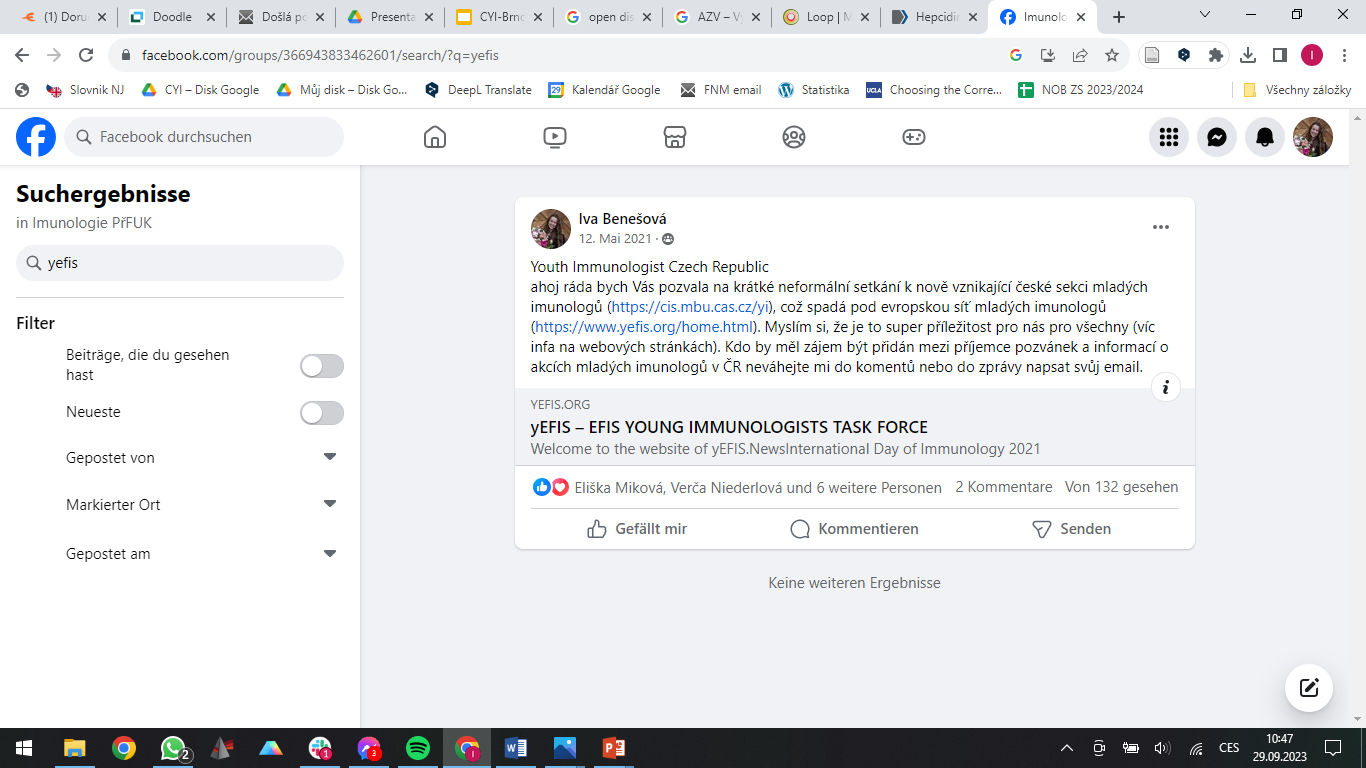 (1) Doru
Doodle
Došlá po
Presenta
CYI-Brno
open dis
AZV – Vy
Loop | M
Hepcidin
Imunolo
facebook.com/groups/366943833462601/search/?q=yefis
I
Slovnik NJ
CYI – Disk Google
Můj disk – Disk Go...
DeepL Translate
Kalendář Google
FNM email
Statistika
UCLA
Choosing the Corre...
NOB ZS 2023/2024
Všechny záložky
Facebook durchsuchen
Suchergebnisse
in Imunologie PřFUK
yefis
Filter
Beiträge, die du gesehen
hast
Neueste
Gepostet von
Markierter Ort
Gepostet am
Iva Benešová
12. Mai 2021 ·
Youth Immunologist Czech Republic
ahoj ráda bych Vás pozvala na krátké neformální setkání k nově vznikající české sekci mladých
imunologů (https://cis.mbu.cas.cz/yi), což spadá pod evropskou síť mladých imunologů
(https://www.yefis.org/home.html). Myslím si, že je to super příležitost pro nás pro všechny (víc
infa na webových stránkách). Kdo by měl zájem být přidán mezi příjemce pozvánek a informací o
akcích mladých imunologů v ČR neváhejte mi do komentů nebo do zprávy napsat svůj email.
YEFIS.ORG
yEFIS – EFIS YOUNG IMMUNOLOGISTS TASK FORCE
Welcome to the website of yEFIS.NewsInternational Day of Immunology 2021
Eliška Miková, Verča Niederlová und 6 weitere Personen
2 Kommentare
Von 132 gesehen
Gefällt mir
Kommentieren
Senden
Keine weiteren Ergebnisse
2
1
3
I
CES
10:47
29.09.2023